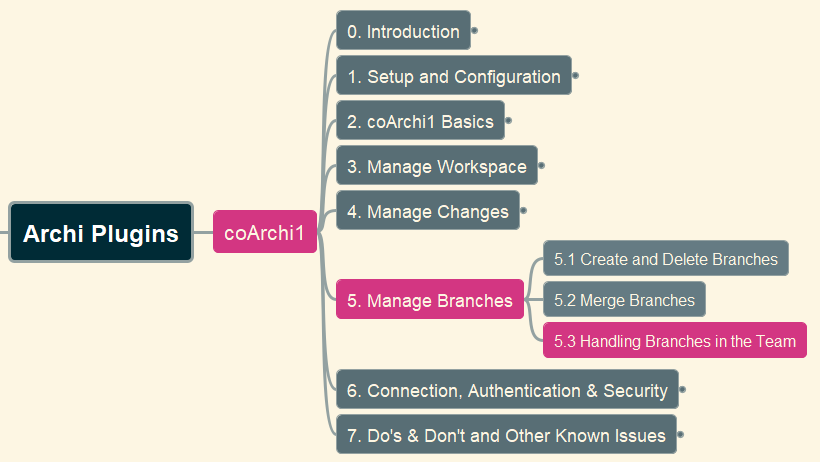 Archi Plugins
coArchi1
0. Introduction
1. Setup and Configuration
2. coArchi1 Basics
3. Manage Workspace
4. Manage Changes
5. Manage Branches
5.1 Create and Delete Branches
5.2 Merge Branches
5.3 Handling Branches in the Team
6. Connection, Authentication & Security
7. Do's & Don't and Other Known Issues